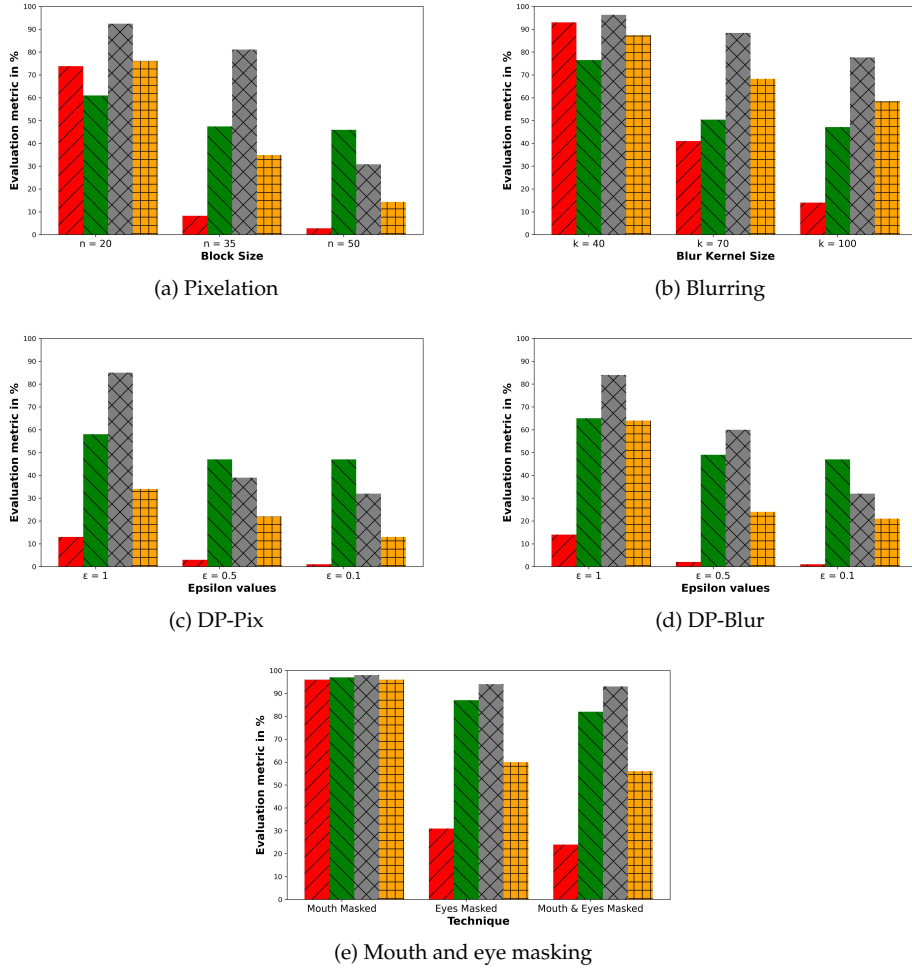 Evaluation metric in %
100
90
80
70
60
50
40
30
20
10
0
n = 20 n = 35 n = 50
Block Size
(a) Pixelation
Evaluation metric in %
100
90
80
70
60
50
40
30
20
10
0
k = 40 k = 70 k = 100
Blur Kernel Size
(b) Blurring
Evaluation metric in %
100
90
80
70
60
50
40
30
20
10
0
ε = 1 ε = 0.5 ε = 0.1
Epsilon values
(c) DP-Pix
Evaluation metric in %
100
90
80
70
60
50
40
30
20
10
0
ε = 1 ε = 0.5 ε = 0.1
Epsilon values
(d) DP-Blur
Evaluation metric in %
100
90
80
70
60
50
40
30
20
10
0
Mouth Masked Eyes Masked Mouth & Eyes Masked
Technique
(e) Mouth and eye masking